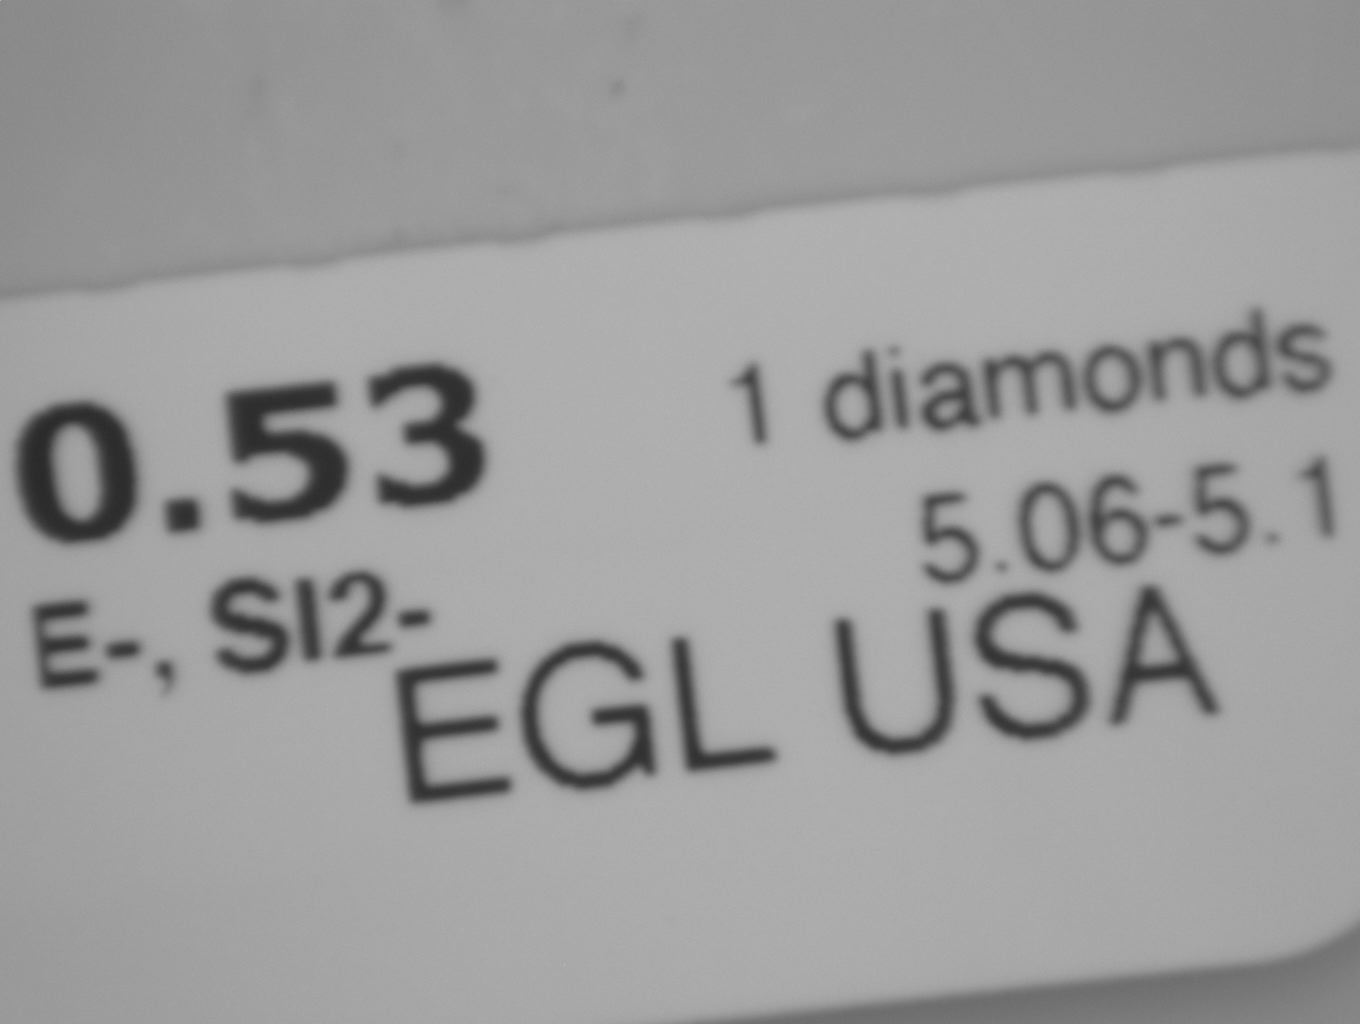 0.53 1 diamonds
5.06-5.1
E-, SI2-
EGL USA